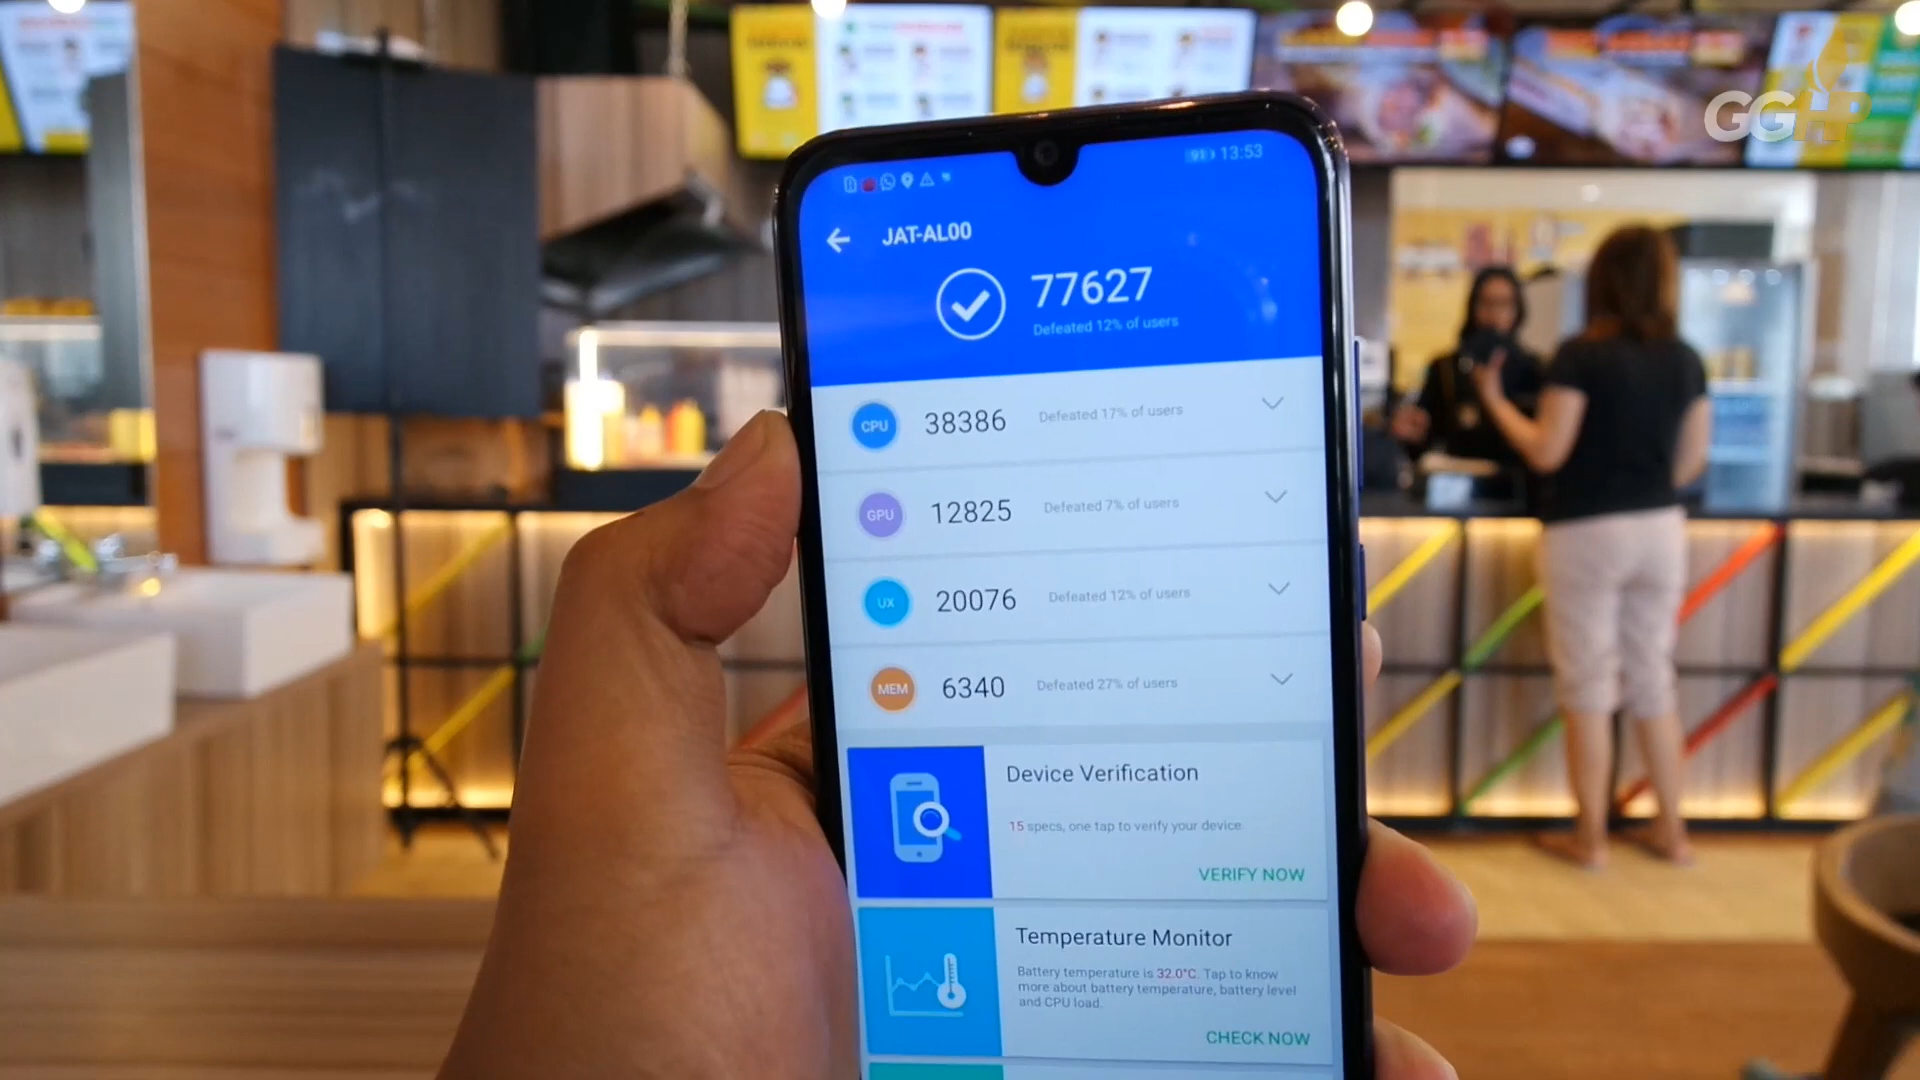 GGHP
91 13:53
JAT-AL00
77627
Defeated 12% of users
CPU 38386 Defeated 17% of users
GPU 12825 Defeated 7% of users
UX 20076 Defeated 12% of users
MEM 6340 Defeated 27% of users
Device Verification
15 specs, one tap to verify your device
VERIFY NOW
Temperature Monitor
Battery temperature is 32.0°C. Tap to know
more about battery temperature, battery level
and CPU load.
CHECK NOW